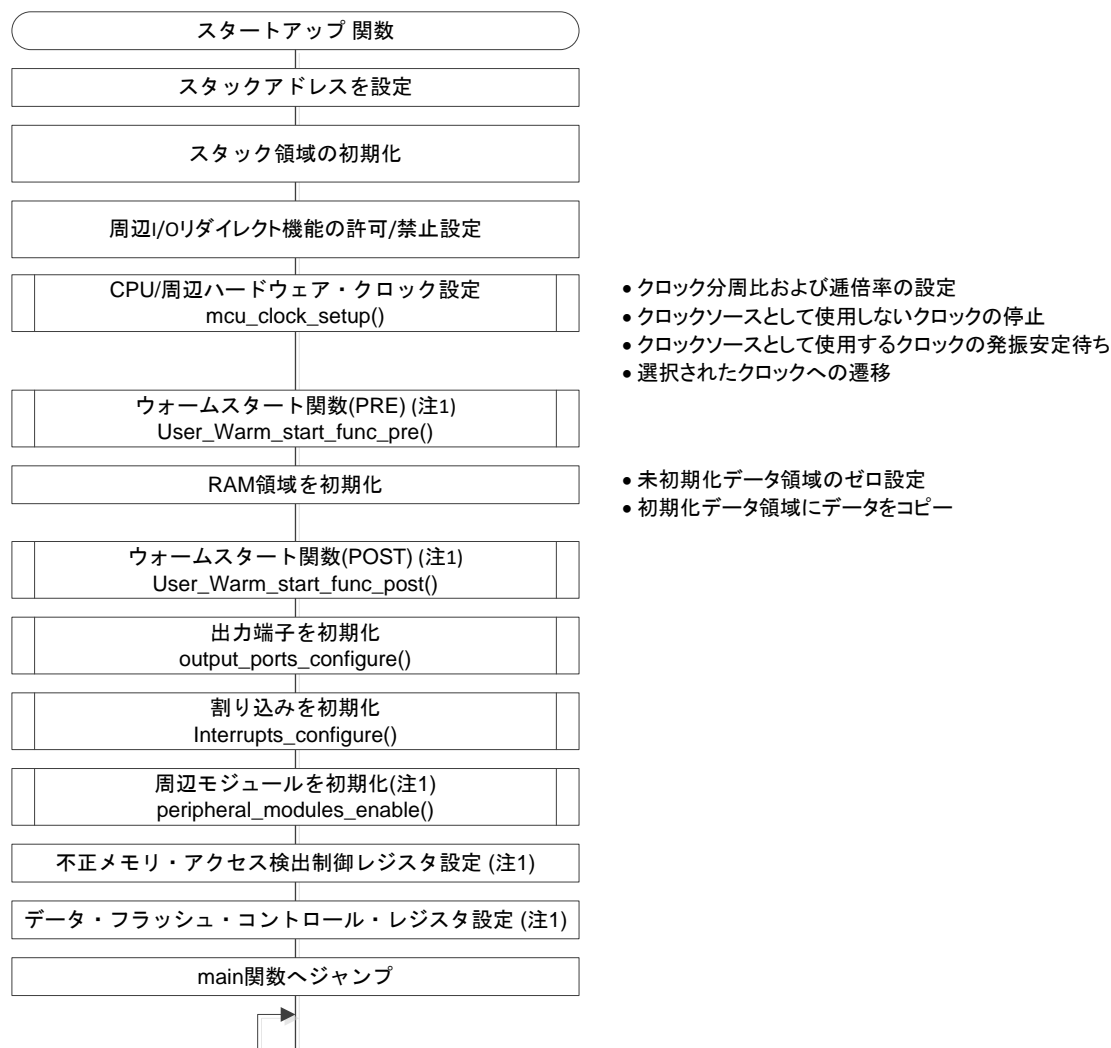 スタートアップ 関数
スタックアドレスを設定
スタック領域の初期化
周辺I/Oリダイレクト機能の許可/禁止設定
CPU/周辺ハードウェア・クロック設定
mcu_clock_setup()
• クロック分周比および逓倍率の設定
• クロックソースとして使用しないクロックの停止
• クロックソースとして使用するクロックの発振安定待ち
• 選択されたクロックへの遷移
ウォームスタート関数(PRE) (注1)
User_Warm_start_func_pre()
RAM領域を初期化
• 未初期化データ領域のゼロ設定
• 初期化データ領域にデータをコピー
ウォームスタート関数(POST) (注1)
User_Warm_start_func_post()
出力端子を初期化
output_ports_configure()
割り込みを初期化
Interrupts_configure()
周辺モジュールを初期化(注1)
peripheral_modules_enable()
不正メモリ・アクセス検出制御レジスタ設定 (注1)
データ・フラッシュ・コントロール・レジスタ設定 (注1)
main関数へジャンプ